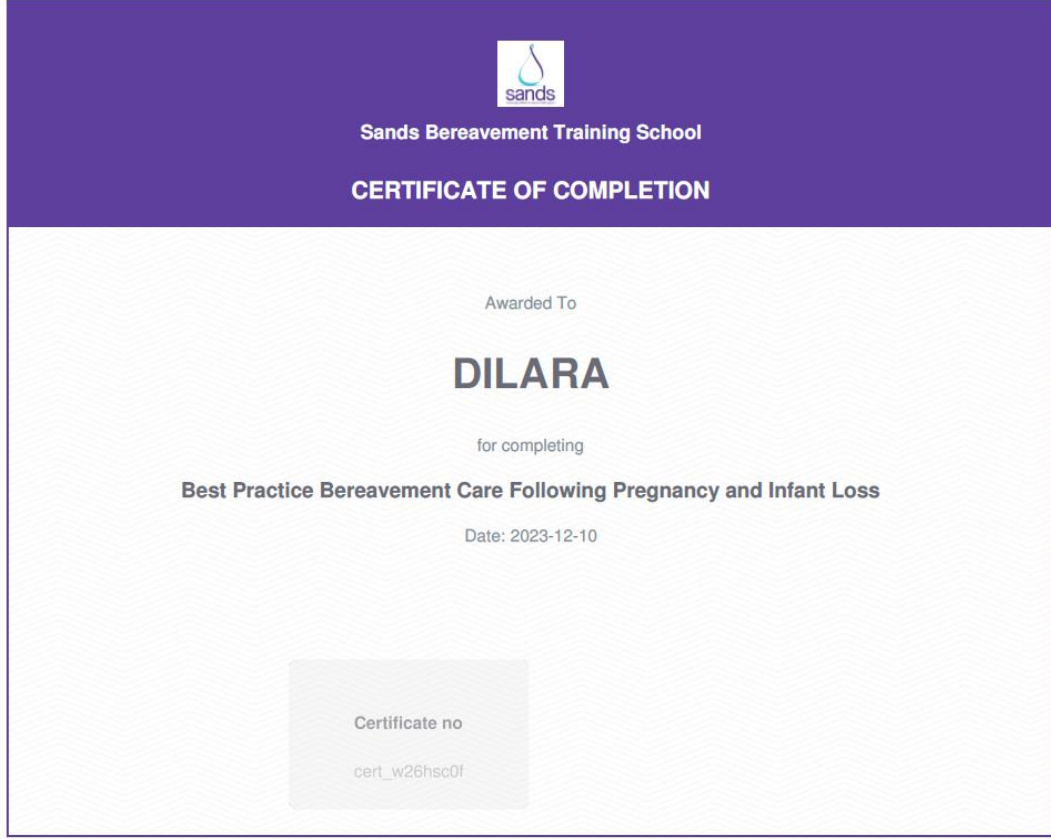 sands
Sands Bereavement Training School
CERTIFICATE OF COMPLETION
Awarded To
DILARA
for completing
Best Practice Bereavement Care Following Pregnancy and Infant Loss
Date: 2023-12-10
Certificate no
cert_w26hsc0f